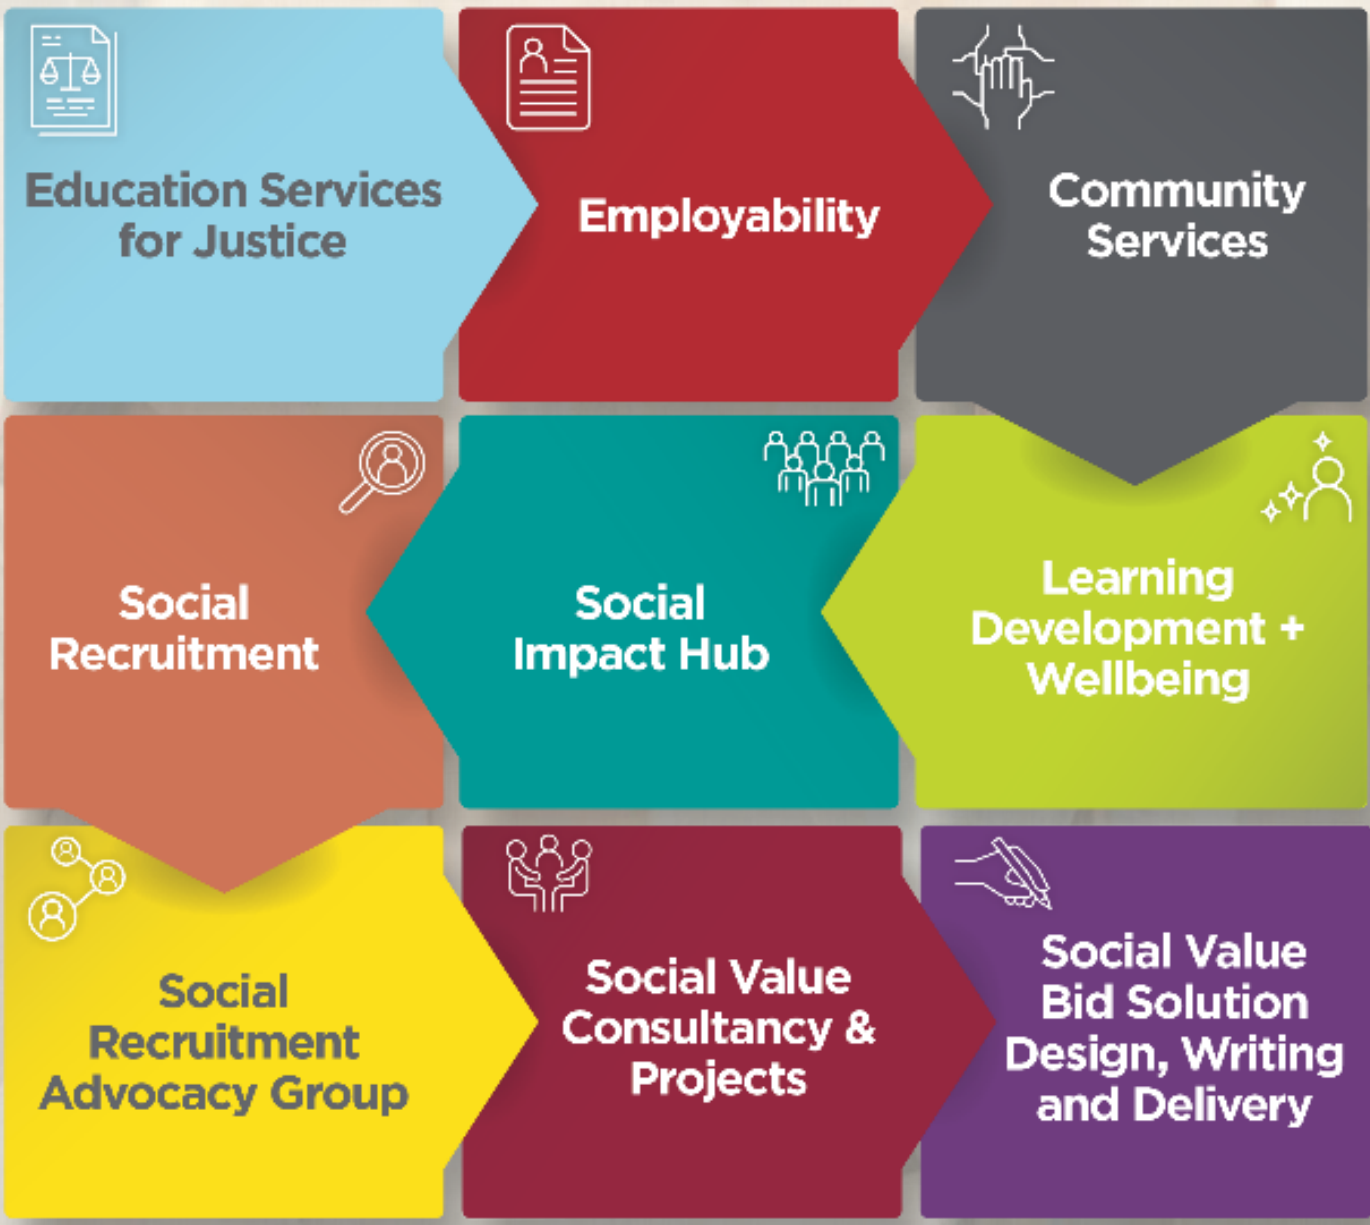 Education Services
for Justice
Employability
Community
Services
Learning
Development +
Wellbeing
Social
Impact Hub
Social
Recruitment
Social
Recruitment
Advocacy Group
Social Value
Consultancy &
Projects
Social Value
Bid Solution
Design, Writing
and Delivery